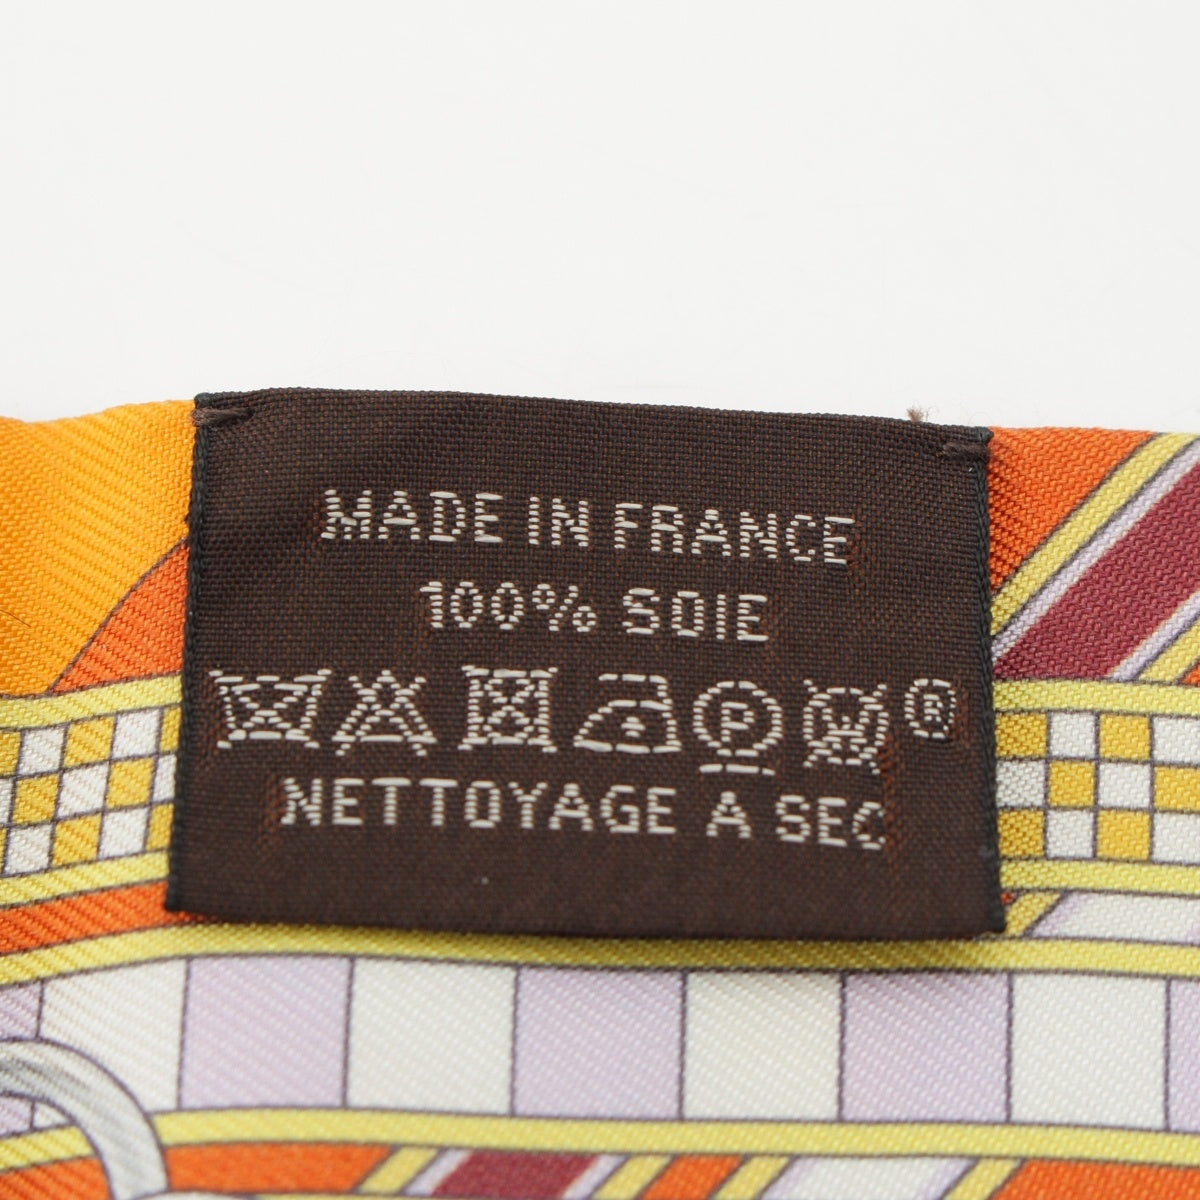 MADE IN FRANCE
100% SOIE
P W ®
NETTOYAGE A SEC